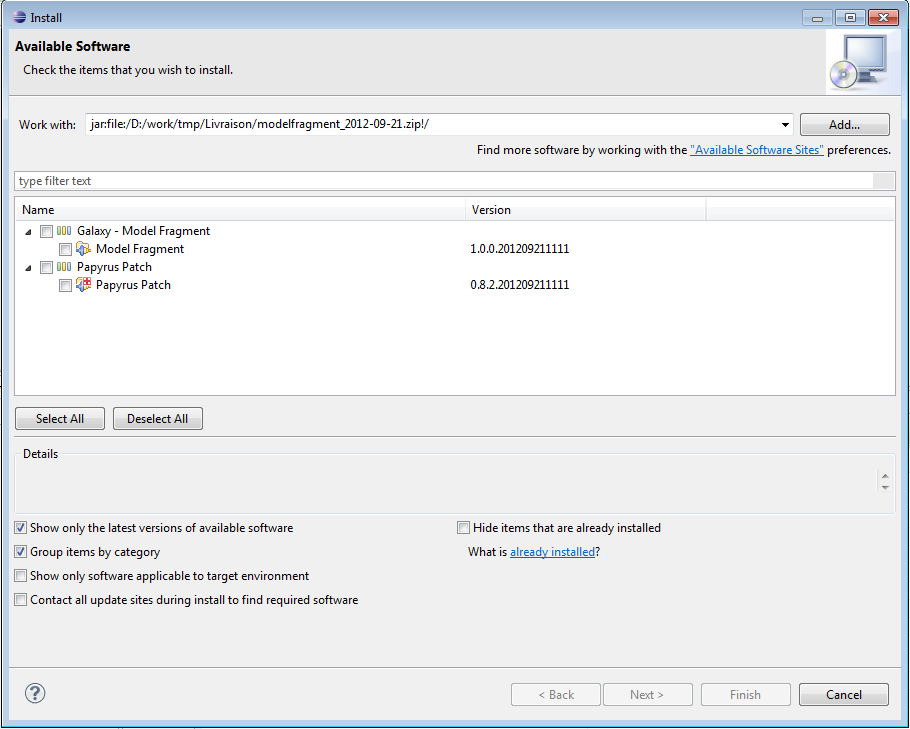 Install
Available Software
Check the items that you wish to install.
Work with: jar:file:/D:/work/tmp/Livraison/modelfragment_2012-09-21.zip!/ Add...
Find more software by working with the "Available Software Sites" preferences.
type filter text
Name Version
Galaxy - Model Fragment
Model Fragment 1.0.0.201209211111
Papyrus Patch
Papyrus Patch 0.8.2.201209211111
Select All Deselect All
Details
Show only the latest versions of available software Hide items that are already installed
Group items by category What is already installed?
Show only software applicable to target environment
Contact all update sites during install to find required software
? < Back Next > Finish Cancel